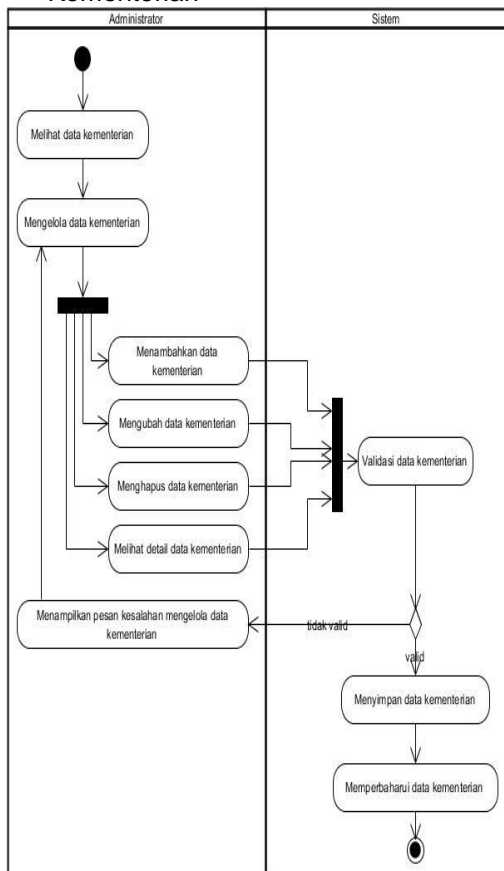 Kementerian
Administrator
Sistem
Melihat data kementerian
Mengelola data kementerian
Menambahkan data
kementerian
Mengubah data kementerian
Menghapus data kementerian
Validasi data kementerian
Melihat detail data kementerian
Menampilkan pesan kesalahan mengelola data
kementerian
tidak valid
valid
Menyimpan data kementerian
Memperbaharui data kementerian